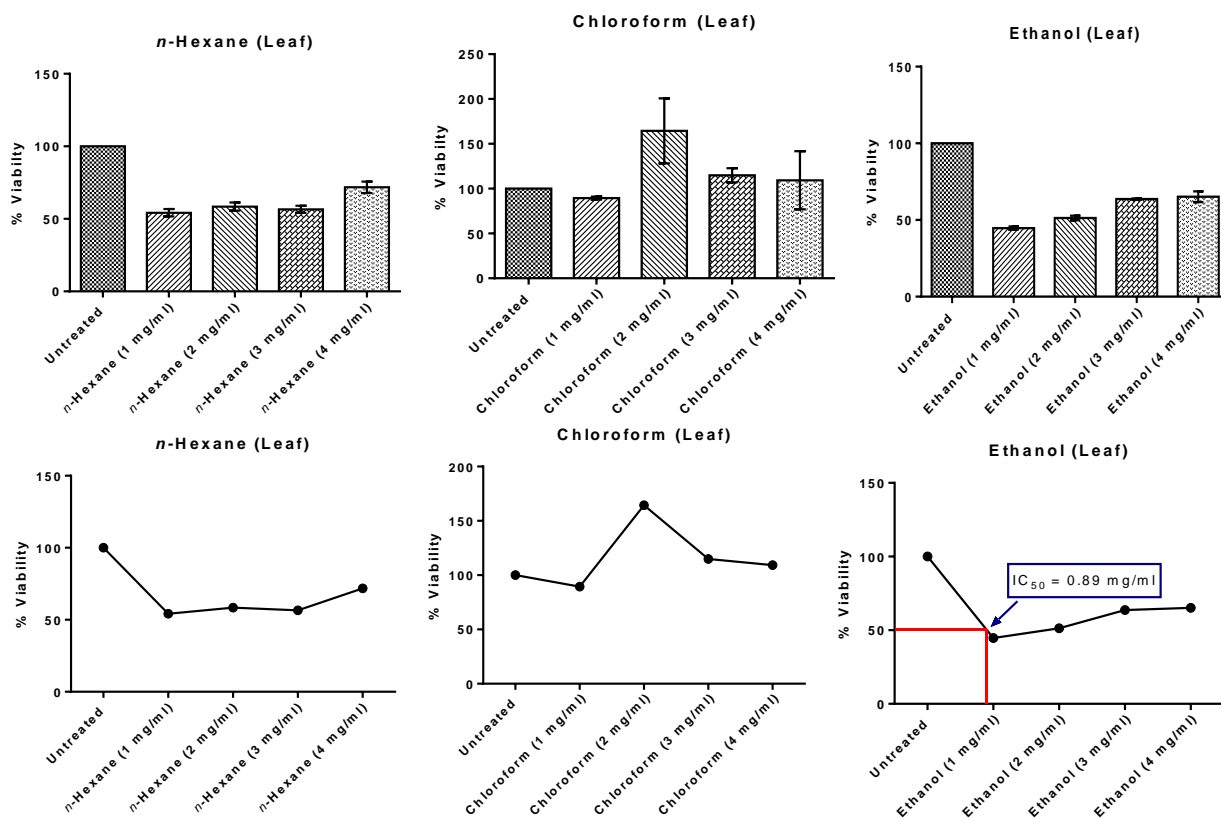 n-Hexane (Leaf)
% Viabilty
150
100
50
0
Untreated
n-Hexane (1 mg/ml)
n-Hexane (2 mg/ml)
n-Hexane (3 mg/ml)
n-Hexane (4 mg/ml)
Chloroform (Leaf)
% Viability
250
200
150
100
50
0
Untreated
Chloroform (1 mg/ml)
Chloroform (2 mg/ml)
Chloroform (3 mg/ml)
Chloroform (4 mg/ml)
Ethanol (Leaf)
% Viability
150
100
50
0
Untreated
Ethanol (1 mg/ml)
Ethanol (2 mg/ml)
Ethanol (3 mg/ml)
Ethanol (4 mg/ml)
n-Hexane (Leaf)
% Viability
150
100
50
0
Untreated
n-Hexane (1 mg/ml)
n-Hexane (2 mg/ml)
n-Hexane (3 mg/ml)
n-Hexane (4 mg/ml)
Chloroform (Leaf)
% Viability
200
150
100
50
0
Untreated
Chloroform (1 mg/ml)
Chloroform (2 mg/ml)
Chloroform (3 mg/ml)
Chloroform (4 mg/ml)
Ethanol (Leaf)
% Viability
150
100
50
0
IC50 = 0.89 mg/ml
Untreated
Ethanol (1 mg/ml)
Ethanol (2 mg/ml)
Ethanol (3 mg/ml)
Ethanol (4 mg/ml)